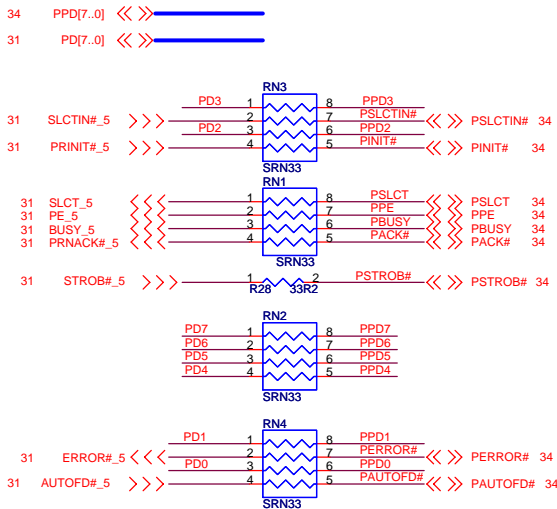 34 PPD[7..0]
31 PD[7..0]
RN3
PD3 1 8 PPD3
31 SLCTIN#_5 2 7 PSLCTIN# PSLCTIN# 34
PD2 3 6 PPD2
31 PRINIT#_5 4 5 PINIT# PINIT# 34
SRN33
RN1
31 SLCT_5 1 8 PSLCT PSLCT 34
31 PE_5 2 7 PPE PPE 34
31 BUSY_5 3 6 PBUSY PBUSY 34
31 PRNACK#_5 4 5 PACK# PACK# 34
SRN33
31 STROB#_5 1 2 PSTROB# PSTROB# 34
R28 33R2
RN2
PD7 1 8 PPD7
PD6 2 7 PPD6
PD5 3 6 PPD5
PD4 4 5 PPD4
SRN33
RN4
PD1 1 8 PPD1
31 ERROR#_5 2 7 PERROR# PERROR# 34
PD0 3 6 PPD0
31 AUTOFD#_5 4 5 PAUTOFD# PAUTOFD# 34
SRN33